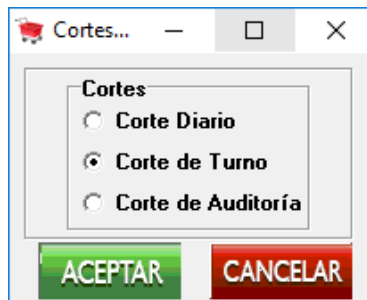 Cortes...
Cortes
Corte Diario
Corte de Turno
Corte de Auditoría
ACEPTAR CANCELAR